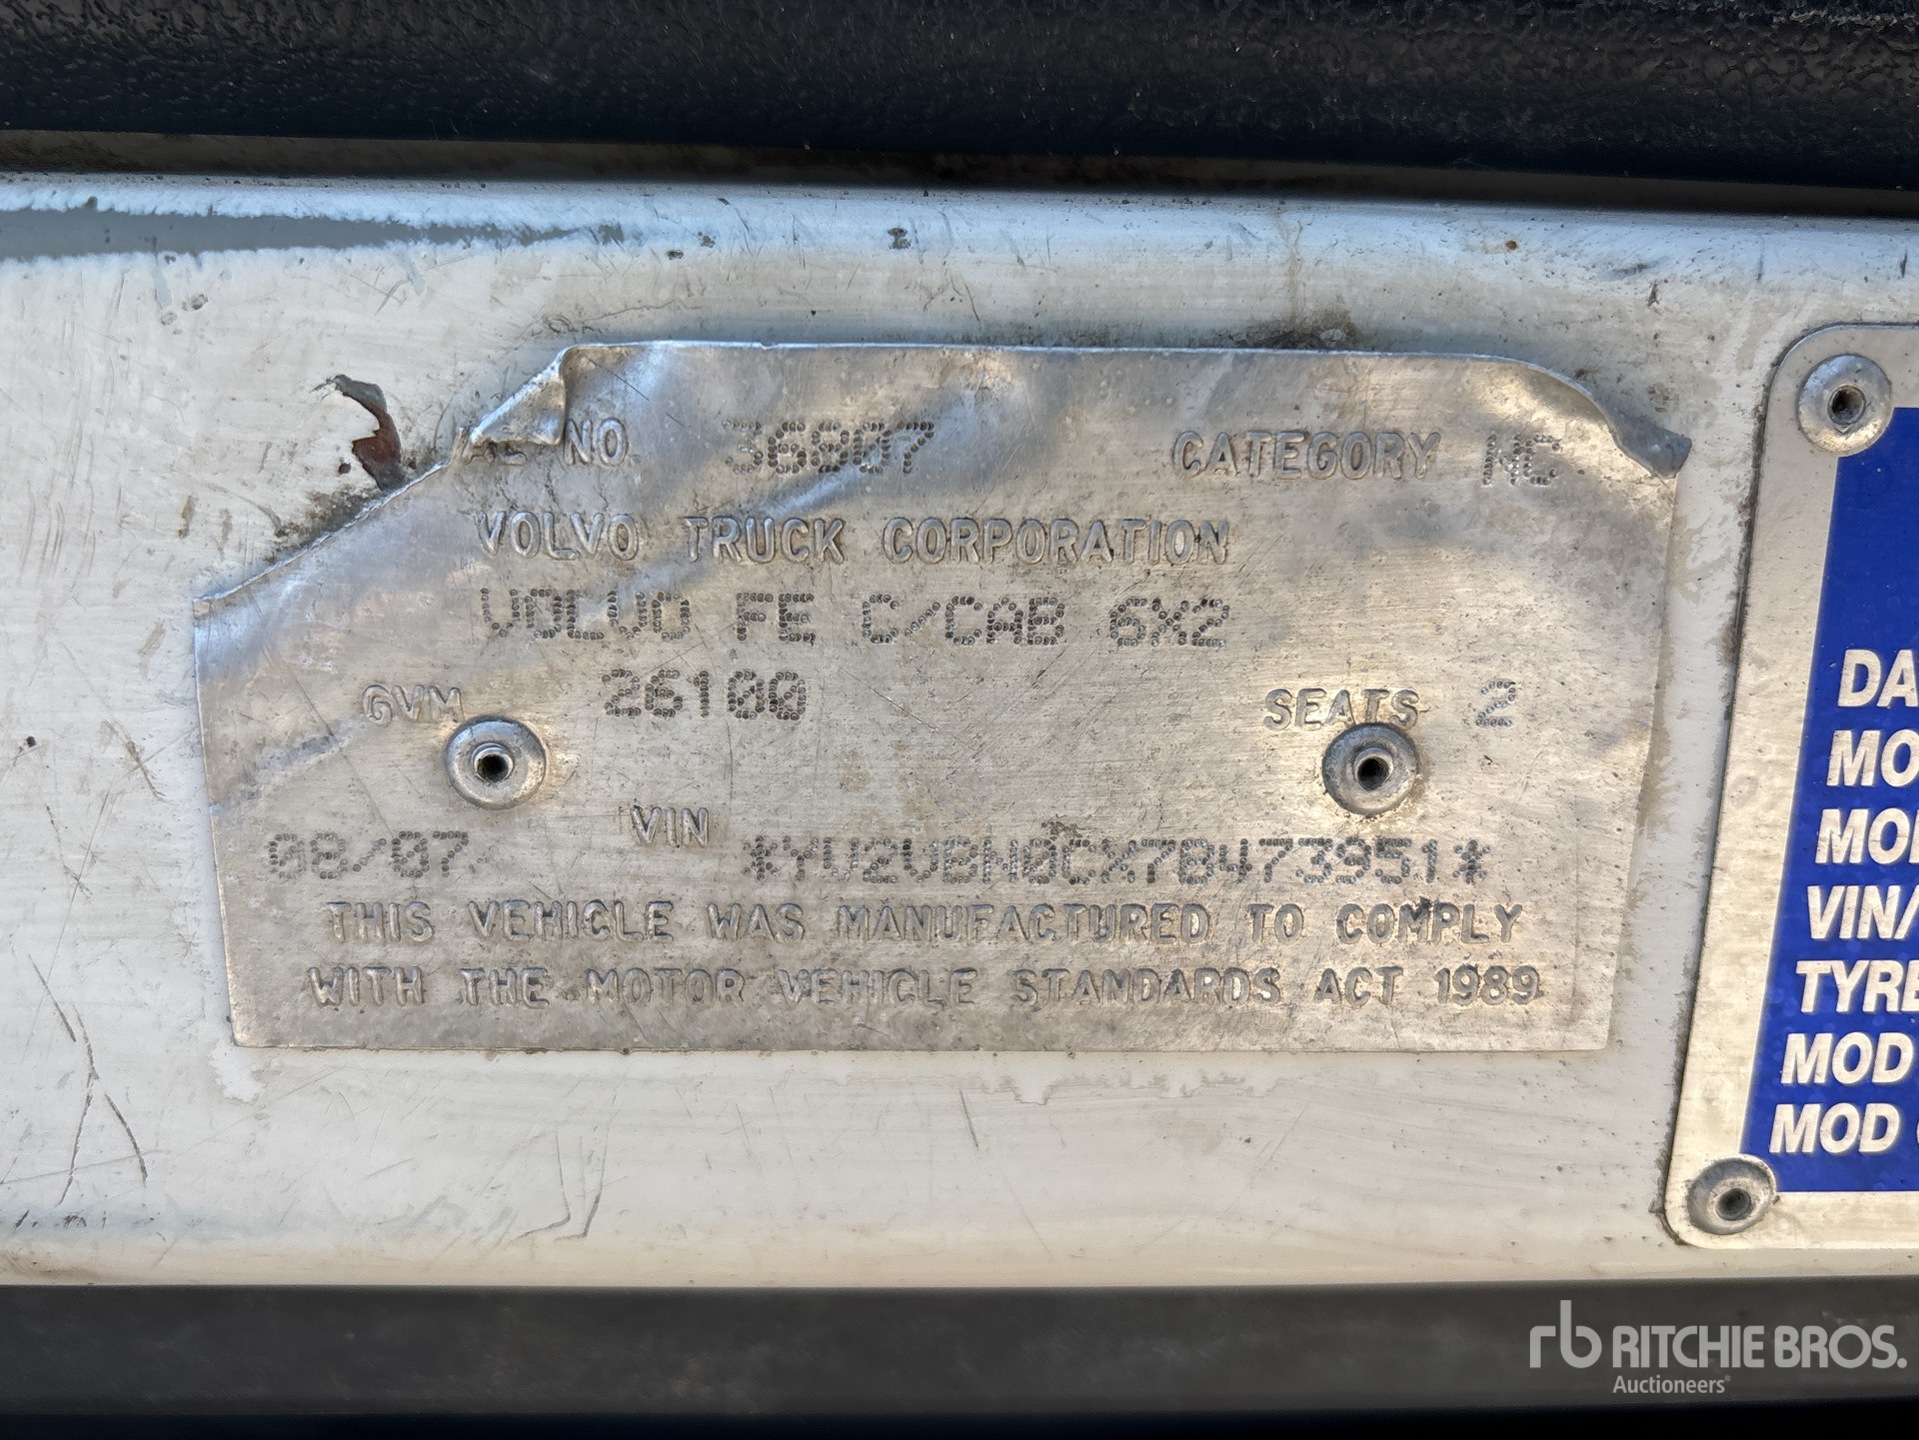 AL NO. 36807 CATEGORY NC
VOLVO TRUCK CORPORATION
VOLVO FE C/CAB 6X2
GVM 26100 SEATS 2
08/07 VIN *YV2VBN0CX7B473951*
THIS VEHICLE WAS MANUFACTURED TO COMPLY
WITH THE MOTOR VEHICLE STANDARDS ACT 1989
DA
MO
MO
VIN/
TYRE
MOD
MOD
rb RITCHIE BROS.
Auctioneers